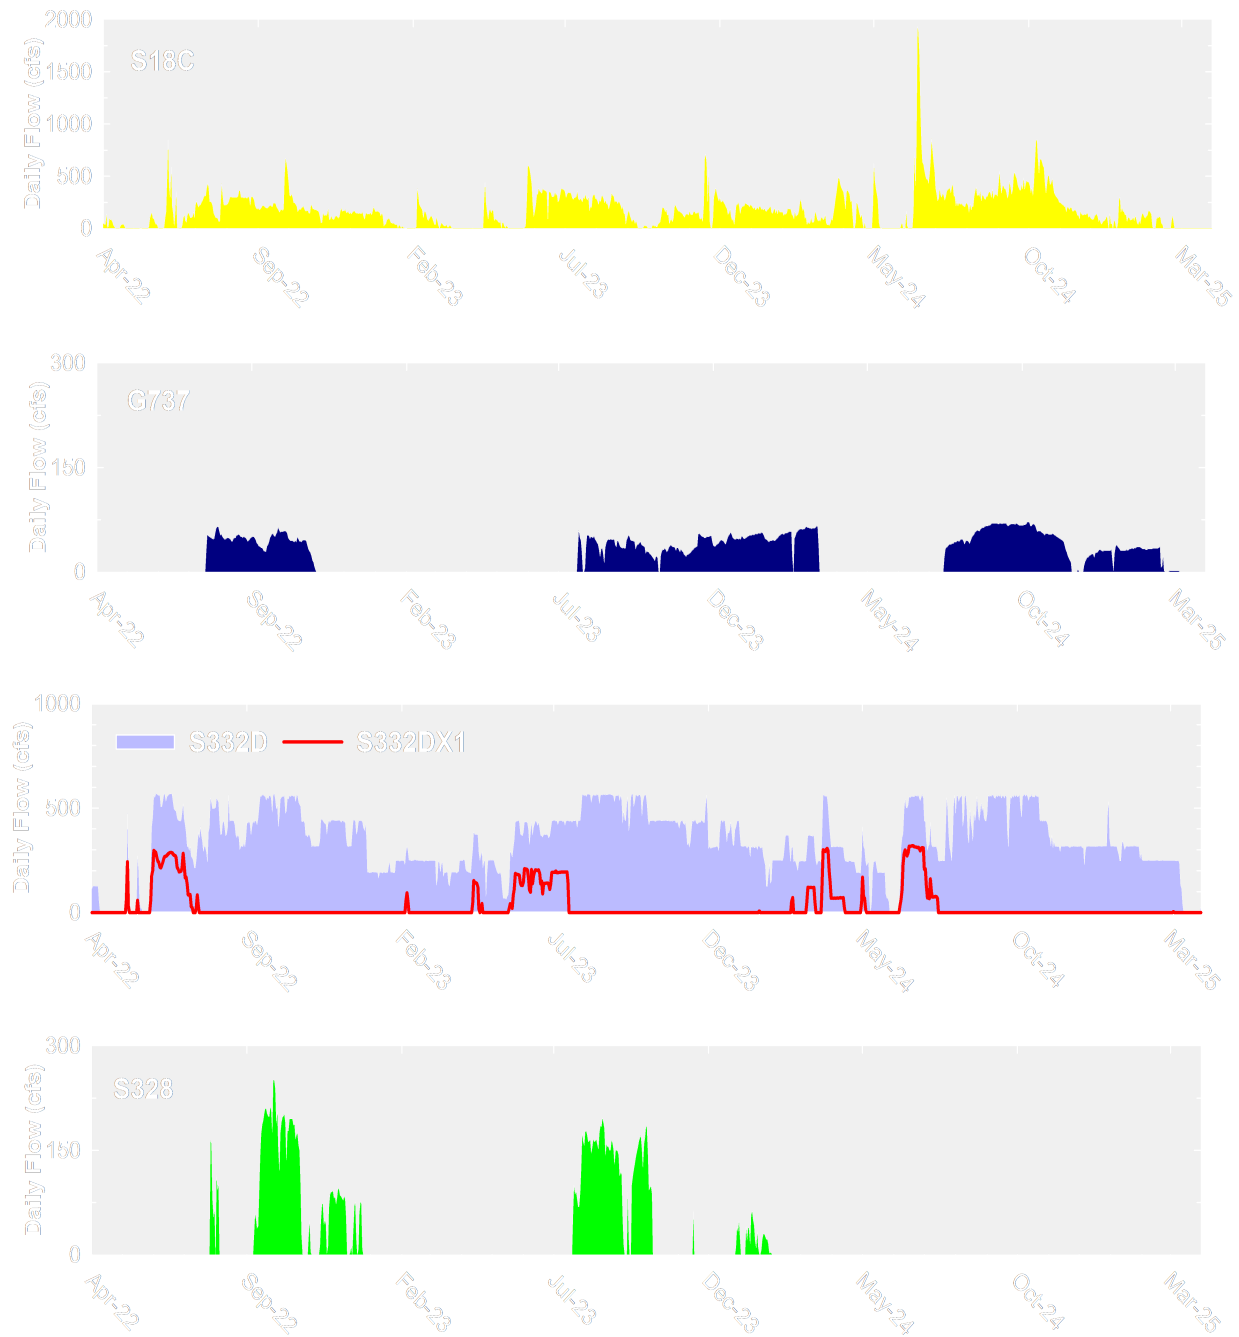 2000
1500
1000
500
0
Daily Flow (cfs)
S18C
Apr-22
Sep-22
Feb-23
Jul-23
Dec-23
May-24
Oct-24
Mar-25
300
150
0
Daily Flow (cfs)
G737
Apr-22
Sep-22
Feb-23
Jul-23
Dec-23
May-24
Oct-24
Mar-25
1000
500
0
Daily Flow (cfs)
S332D
S332DX1
Apr-22
Sep-22
Feb-23
Jul-23
Dec-23
May-24
Oct-24
Mar-25
300
150
0
Daily Flow (cfs)
S328
Apr-22
Sep-22
Feb-23
Jul-23
Dec-23
May-24
Oct-24
Mar-25